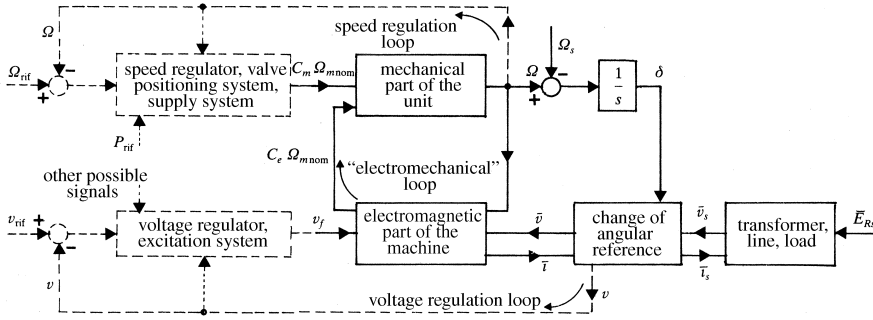 Ω
speed regulation
loop
Ω_s
Ω_rif
speed regulator, valve
positioning system,
supply system
C_m Ω_mnom
mechanical
part of the
unit
Ω
1
s
δ
P_rif
C_e Ω_mnom
"electromechanical"
loop
other possible
signals
v_rif
voltage regulator,
excitation system
v_f
electromagnetic
part of the
machine
v̄
ī
change of
angular
reference
v̄_s
ī_s
transformer,
line, load
Ē_Rs
v
voltage regulation loop
v